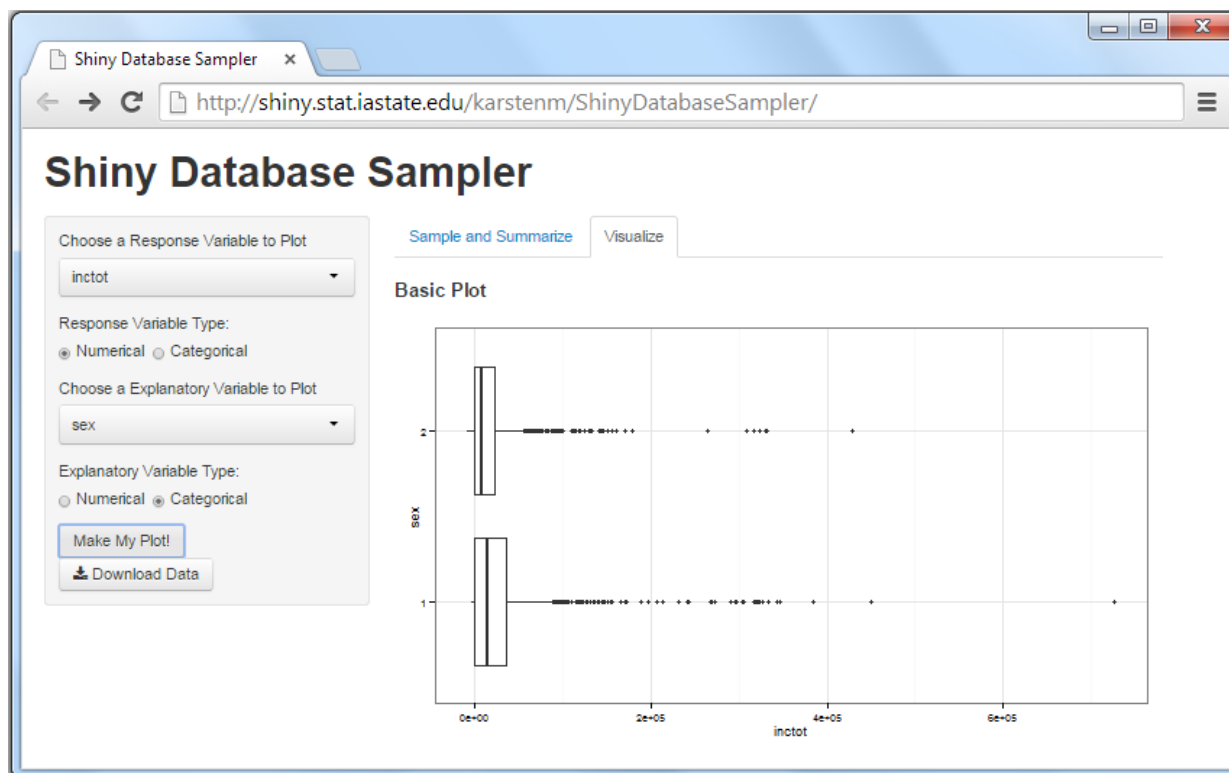 Shiny Database Sampler
http://shiny.stat.iastate.edu/karstenm/ShinyDatabaseSampler/
Shiny Database Sampler
Choose a Response Variable to Plot
inctot
Response Variable Type:
Numerical Categorical
Choose a Explanatory Variable to Plot
sex
Explanatory Variable Type:
Numerical Categorical
Make My Plot!
Download Data
Sample and Summarize Visualize
Basic Plot
2
sex
1
0e+00 2e+05 4e+05 6e+05
inctot